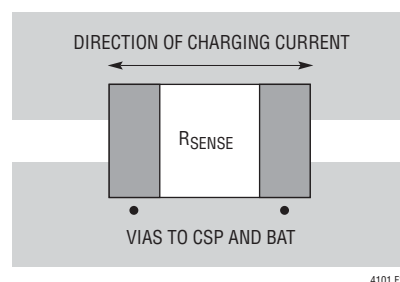 DIRECTION OF CHARGING CURRENT
RSENSE
VIAS TO CSP AND BAT
4101 F